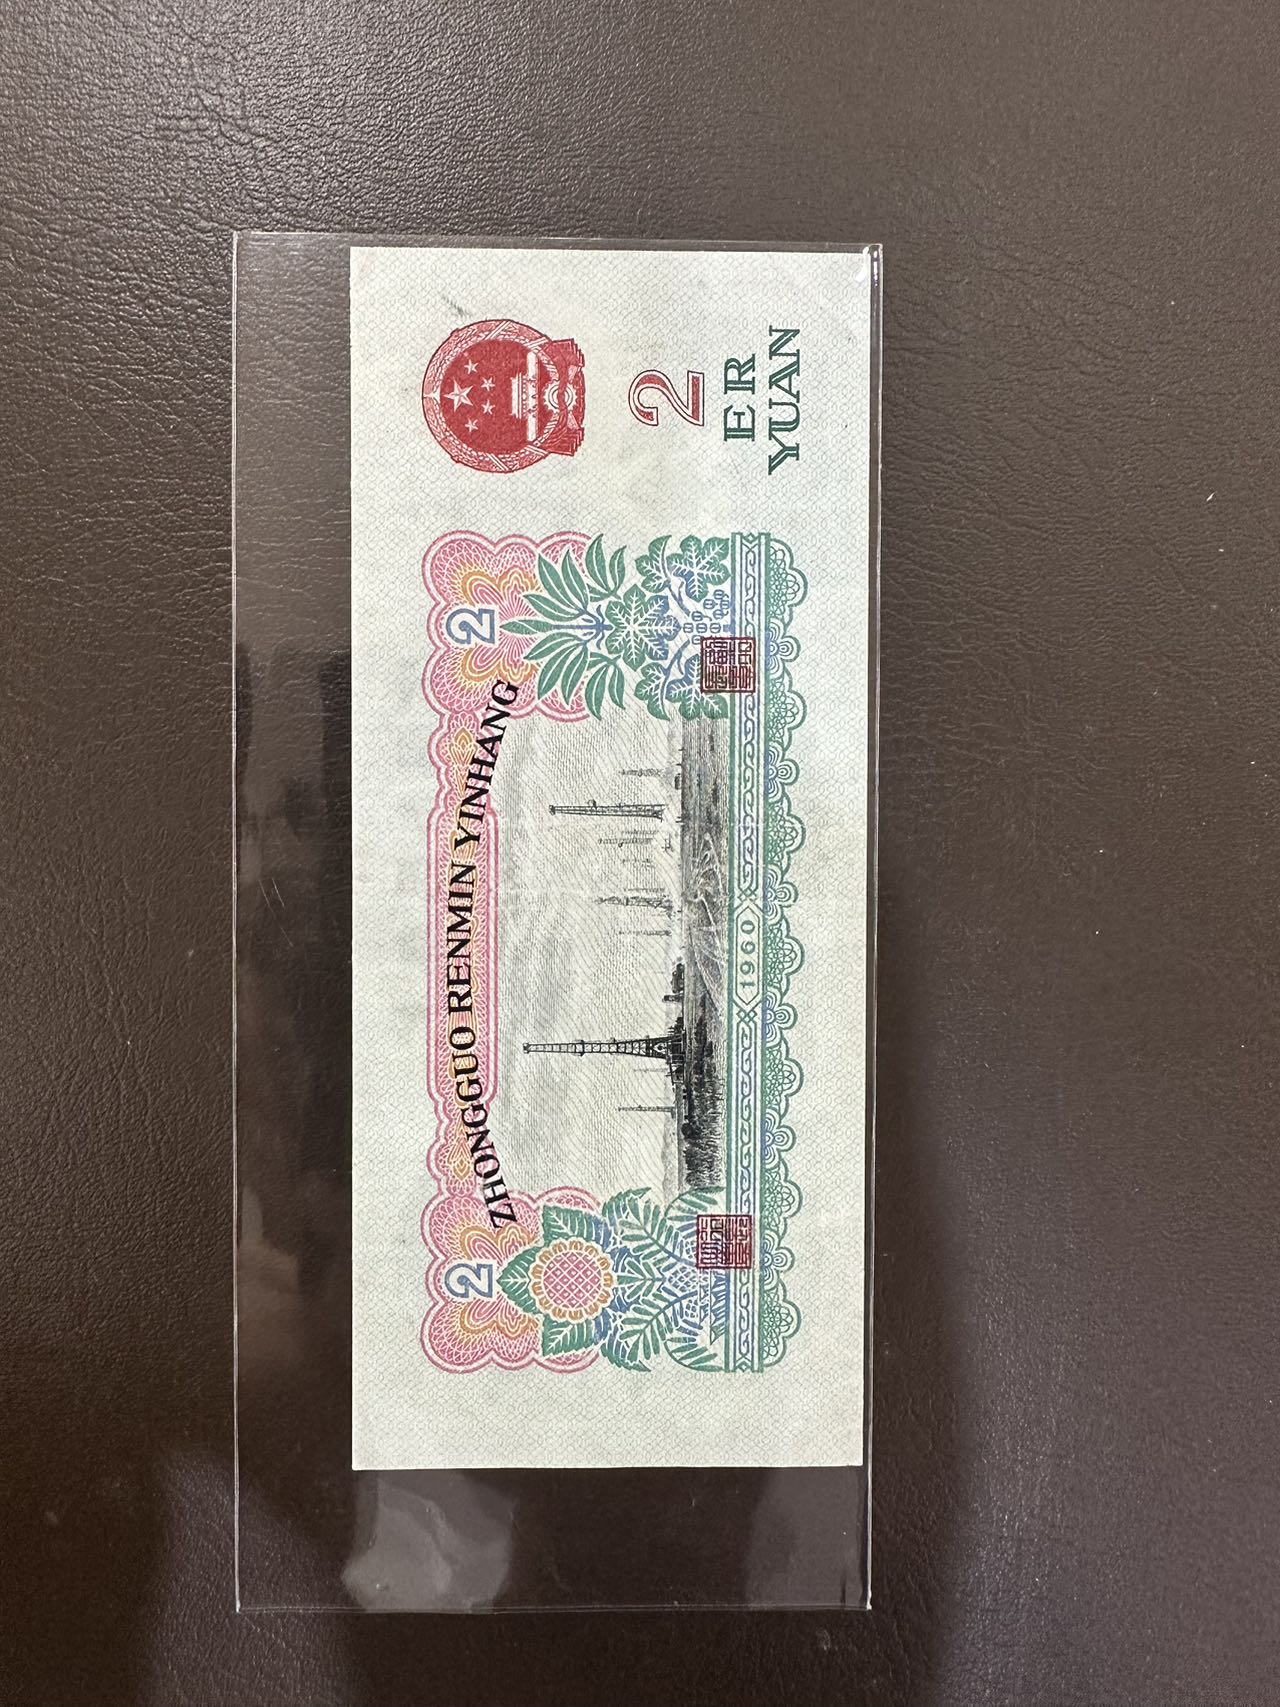 ZHONGGUO RENMIN YINHANG
2
2
1960
2
ER
YUAN